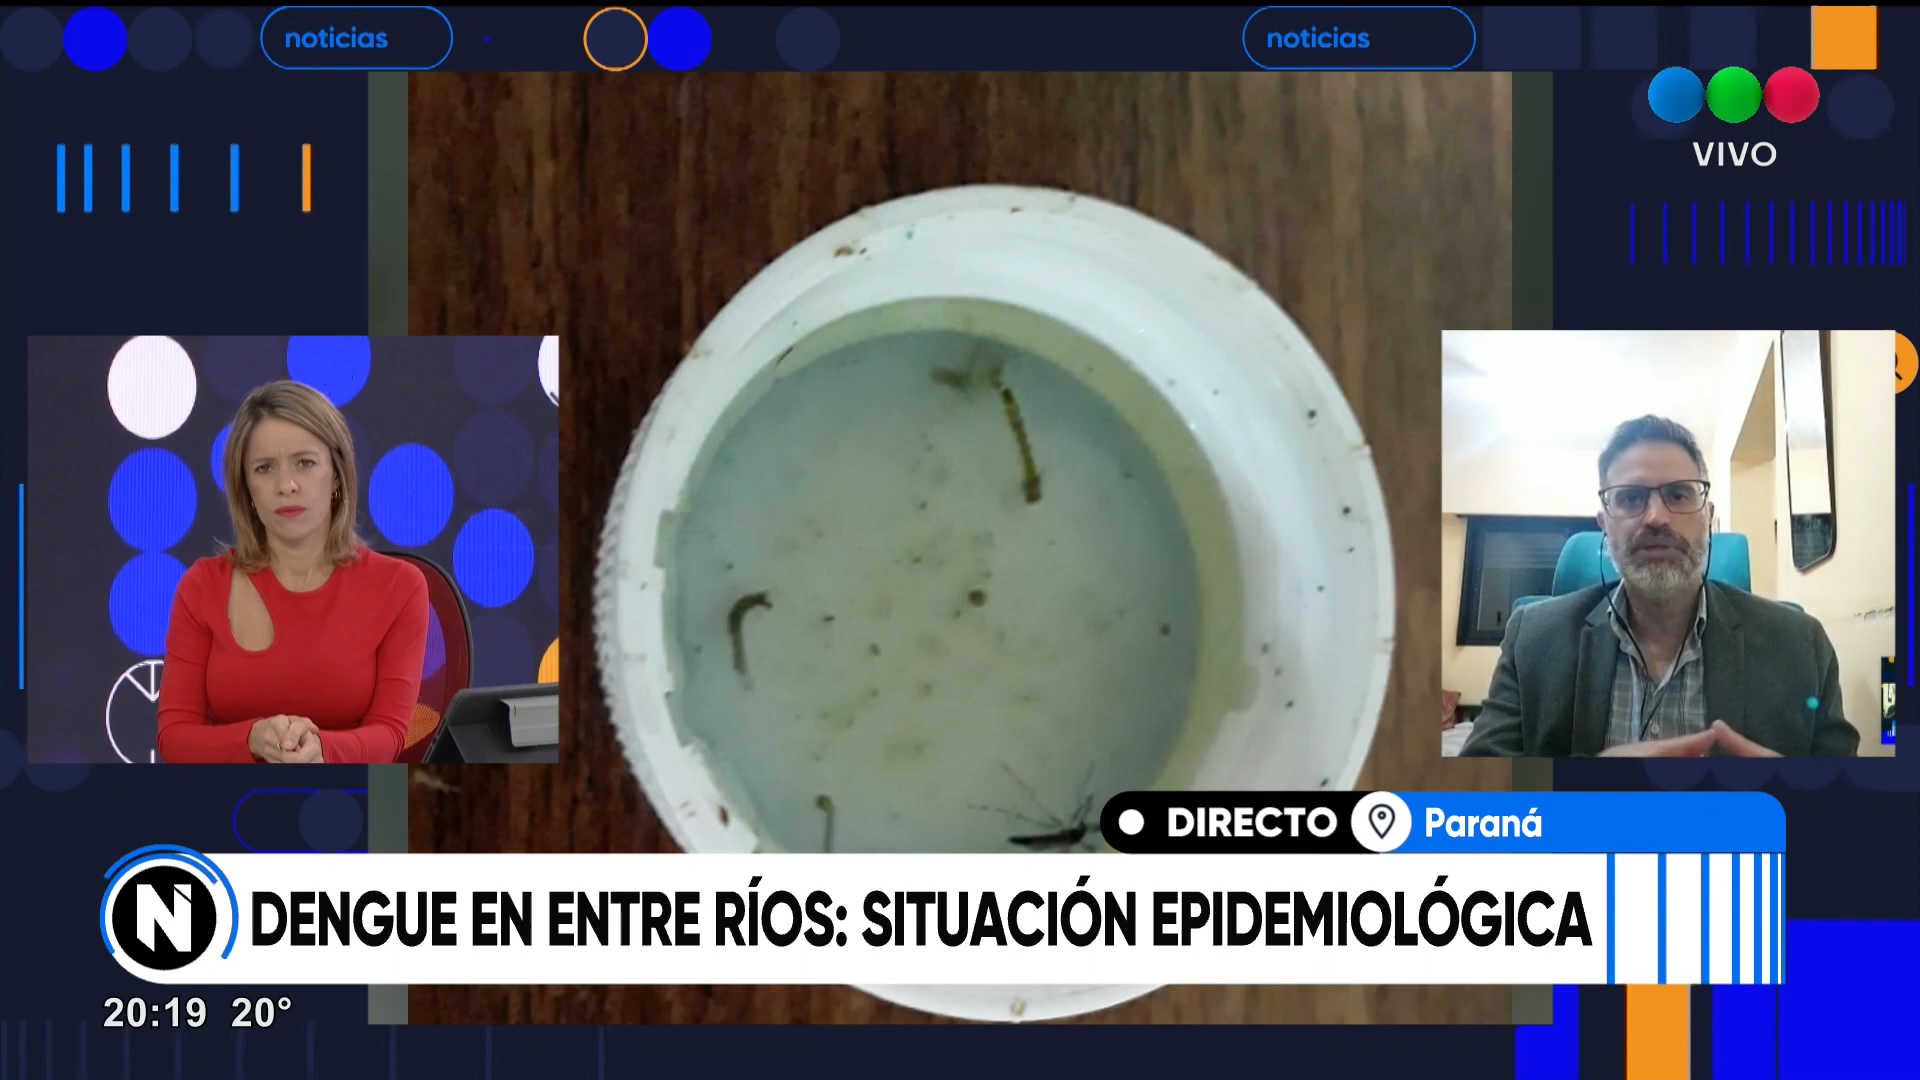 noticias
noticias
VIVO
DIRECTO
Paraná
N
DENGUE EN ENTRE RÍOS: SITUACIÓN EPIDEMIOLÓGICA
20:19 20°